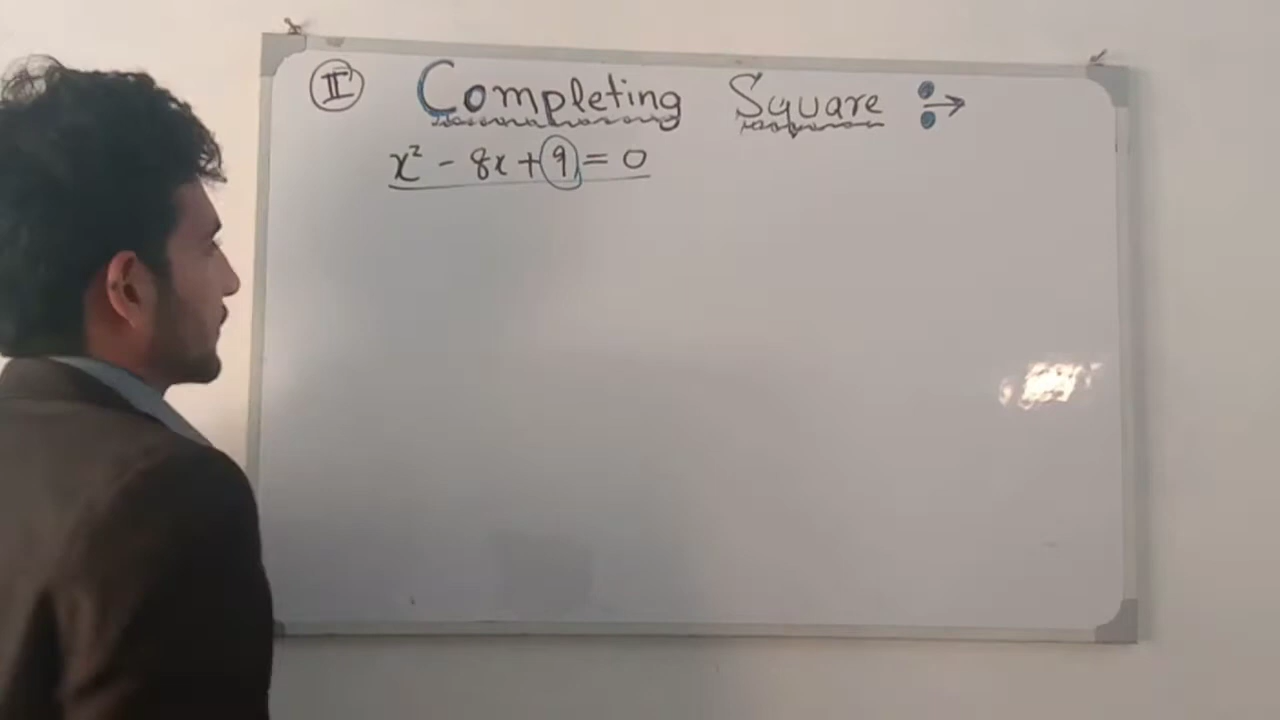 II Completing Square :→
x² - 8x + 9 = 0